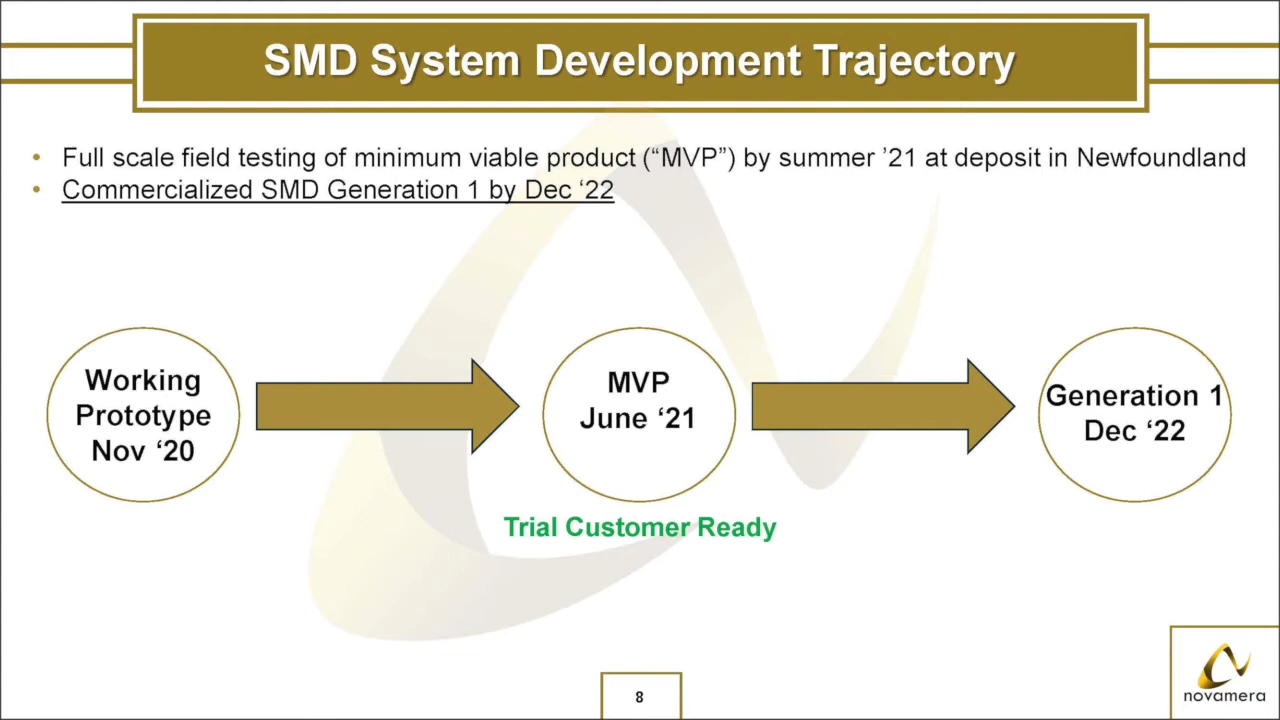 SMD System Development Trajectory
• Full scale field testing of minimum viable product (“MVP”) by summer ’21 at deposit in Newfoundland
• Commercialized SMD Generation 1 by Dec ‘22
Working
Prototype
Nov ‘20
MVP
June ‘21
Generation 1
Dec ‘22
Trial Customer Ready
8
novamera